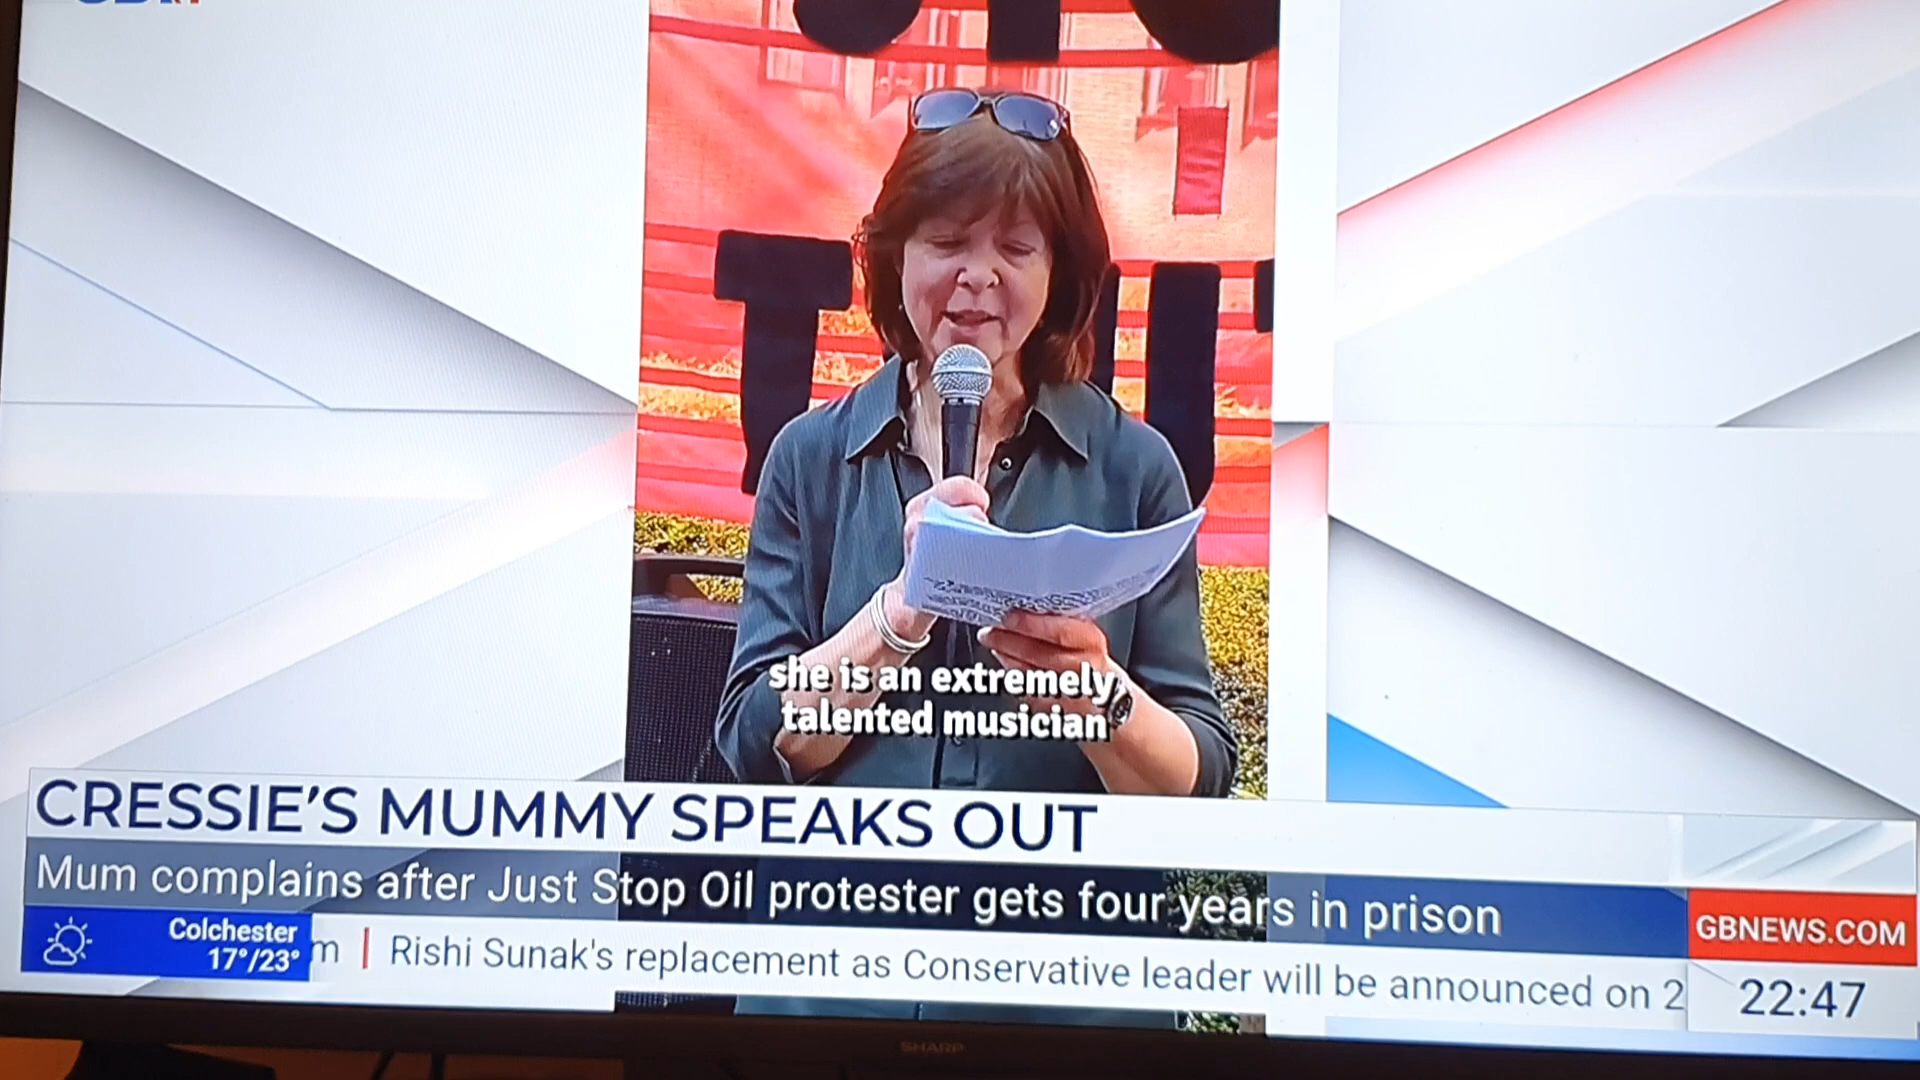 she is an extremely
talented musician
CRESSIE'S MUMMY SPEAKS OUT
Mum complains after Just Stop Oil protester gets four years in prison
GBNEWS.COM
Colchester
17°/23°
m | Rishi Sunak's replacement as Conservative leader will be announced on 2
22:47
SHARP